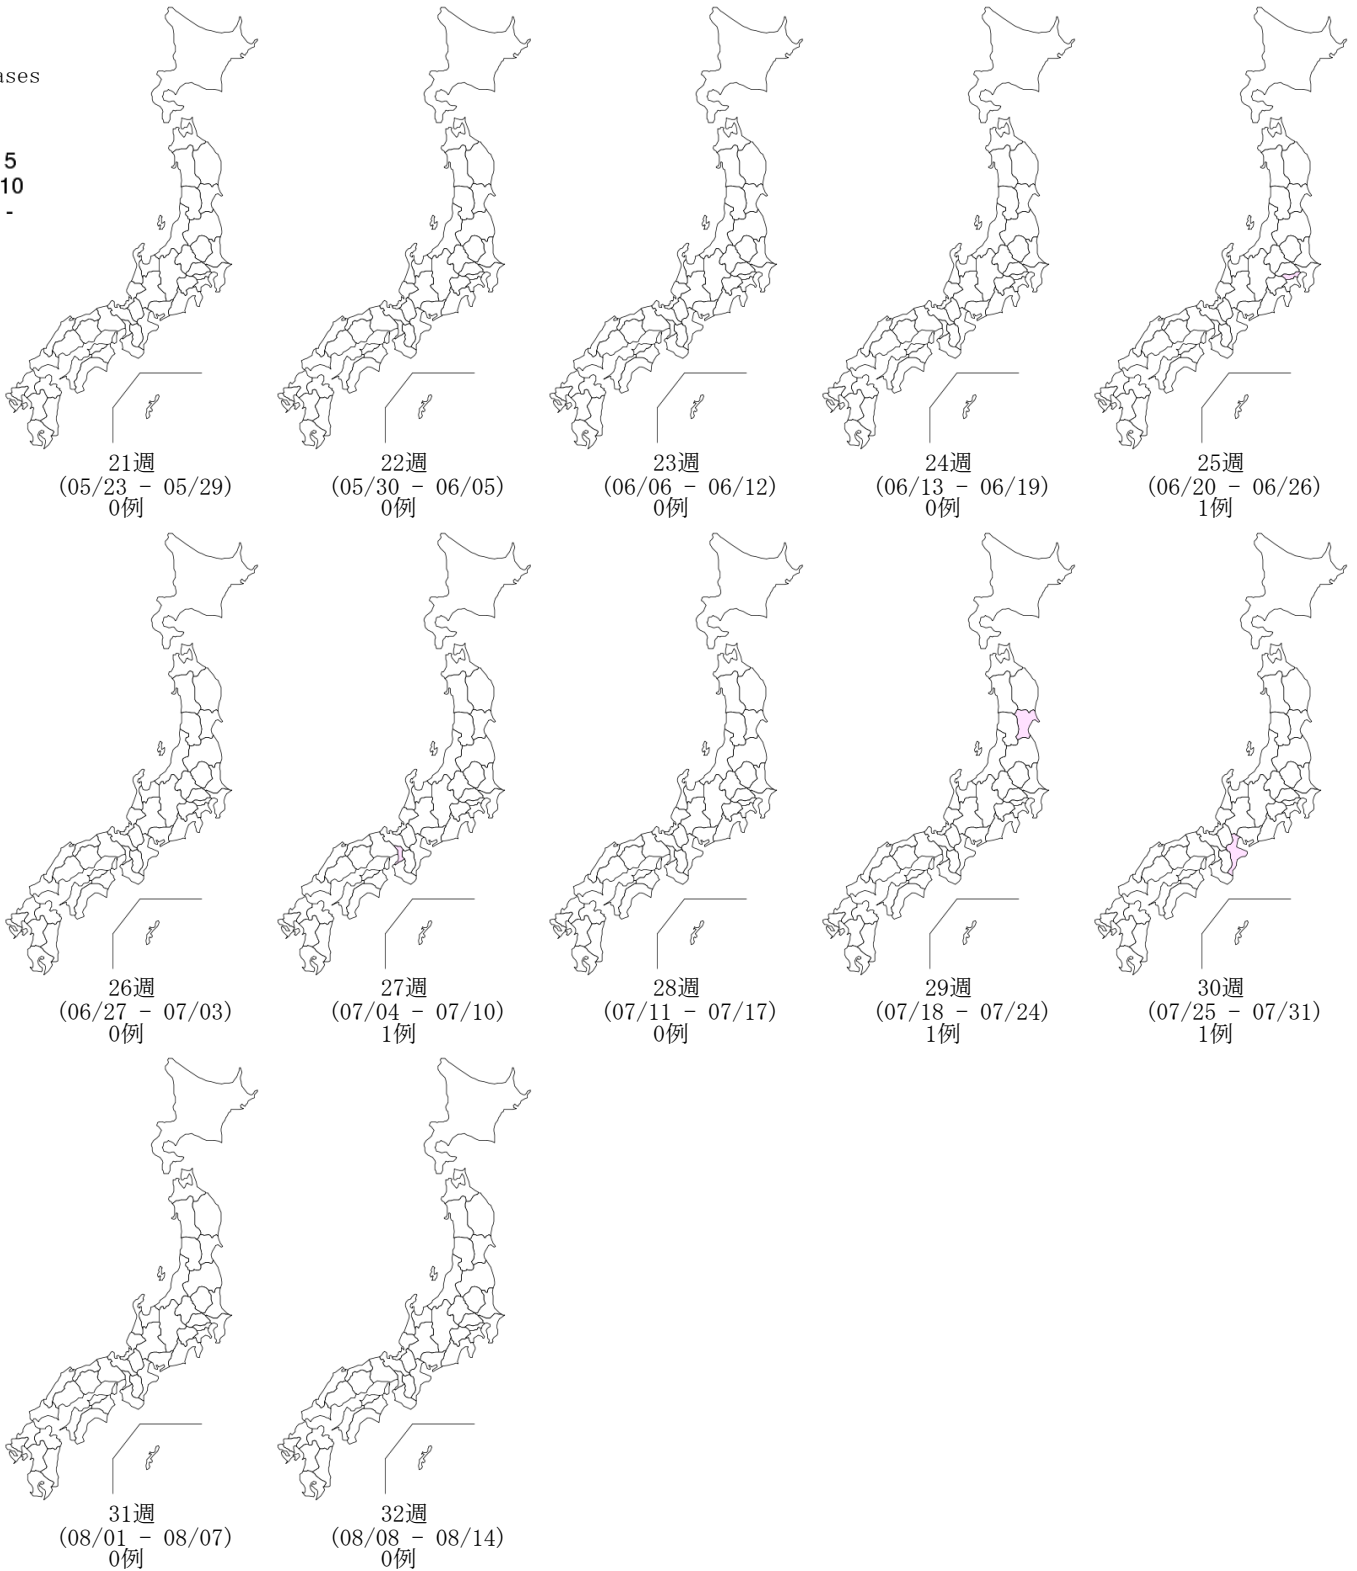 ases
5
10
-
21週
(05/23 - 05/29)
0例
22週
(05/30 - 06/05)
0例
23週
(06/06 - 06/12)
0例
24週
(06/13 - 06/19)
0例
25週
(06/20 - 06/26)
1例
26週
(06/27 - 07/03)
0例
27週
(07/04 - 07/10)
1例
28週
(07/11 - 07/17)
0例
29週
(07/18 - 07/24)
1例
30週
(07/25 - 07/31)
1例
31週
(08/01 - 08/07)
0例
32週
(08/08 - 08/14)
0例